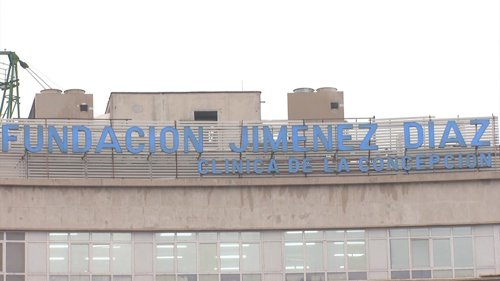 FUNDACION JIMENEZ DIAZ
CLINICA DE LA CONCEPCION